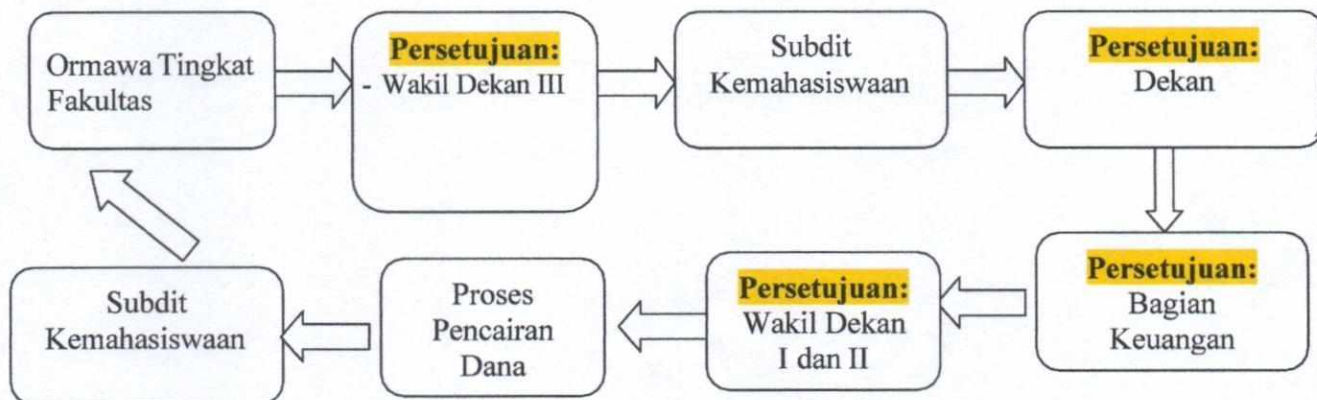 Ormawa Tingkat
Fakultas
Persetujuan:
- Wakil Dekan III
Subdit
Kemahasiswaan
Persetujuan:
Dekan
Persetujuan:
Bagian
Keuangan
Persetujuan:
Wakil Dekan
I dan II
Proses
Pencairan
Dana
Subdit
Kemahasiswaan